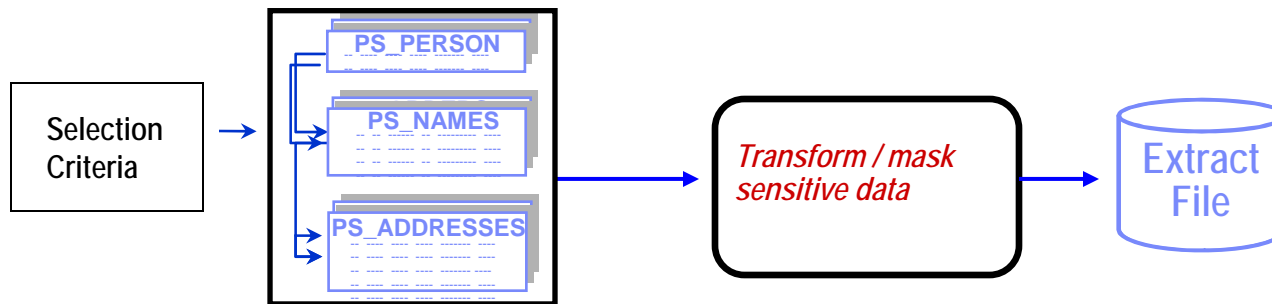 Selection
Criteria
PS_PERSON
PS_NAMES
PS_ADDRESSES
Transform / mask
sensitive data
Extract
File